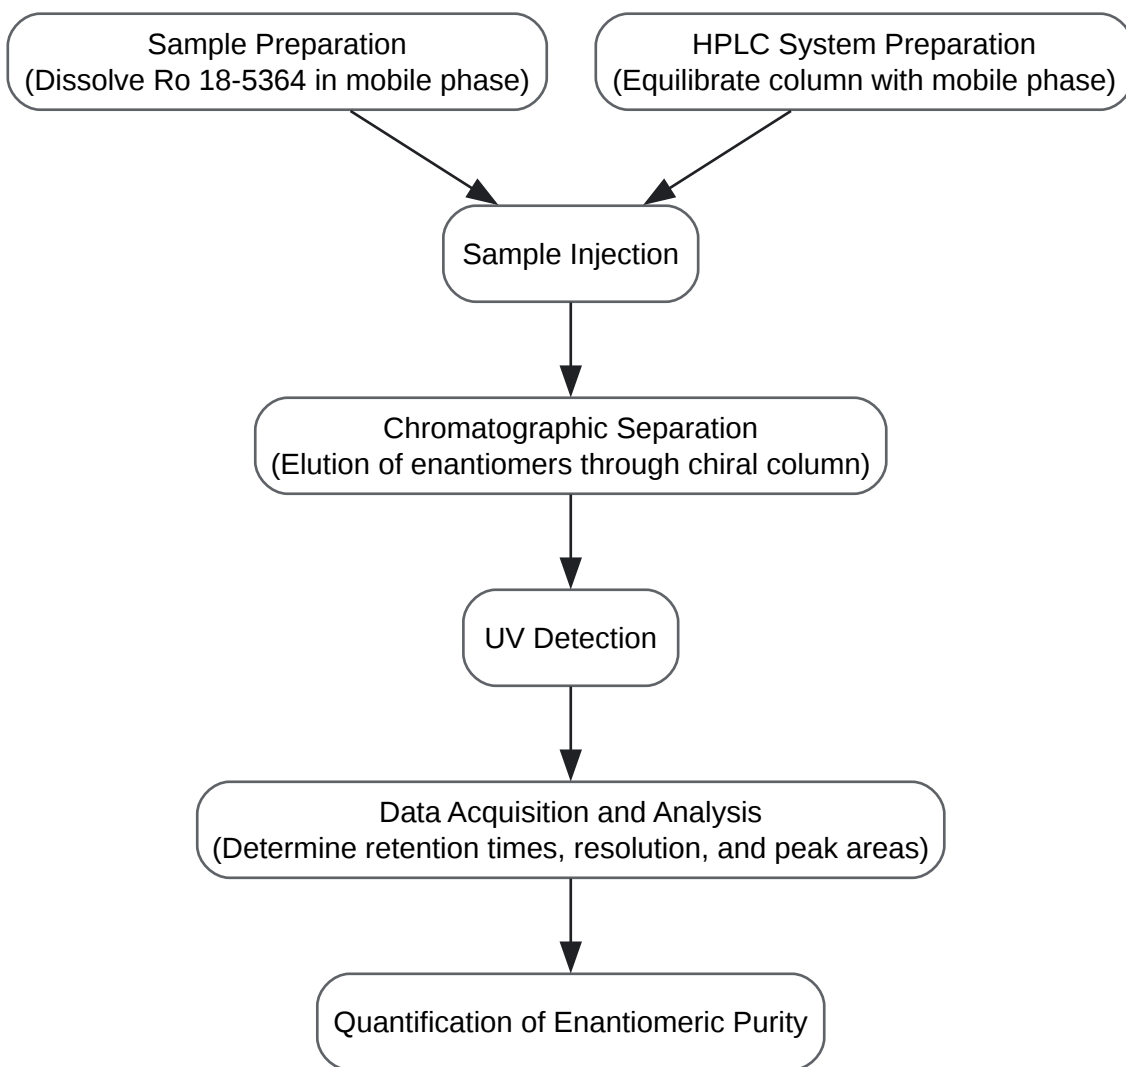 Sample Preparation
(Dissolve Ro 18-5364 in mobile phase)
HPLC System Preparation
(Equilibrate column with mobile phase)
Sample Injection
Chromatographic Separation
(Elution of enantiomers through chiral column)
UV Detection
Data Acquisition and Analysis
(Determine retention times, resolution, and peak areas)
Quantification of Enantiomeric Purity